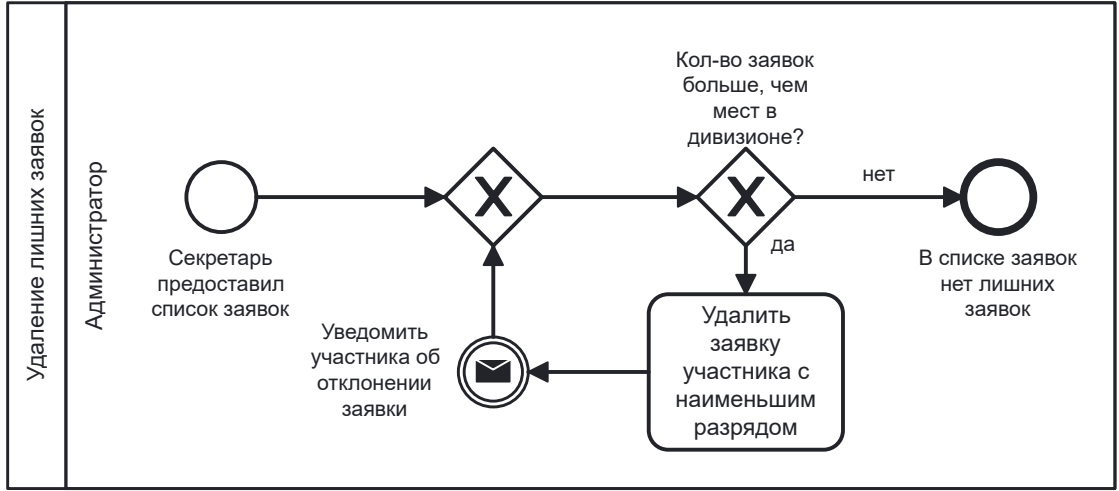 Удаление лишних заявок
Администратор
Секретарь
предоставил
список заявок
Кол-во заявок
больше, чем
мест в
дивизионе?
нет
да
В списке заявок
нет лишних
заявок
Уведомить
участника об
отклонении
заявки
Удалить
заявку
участника с
наименьшим
разрядом